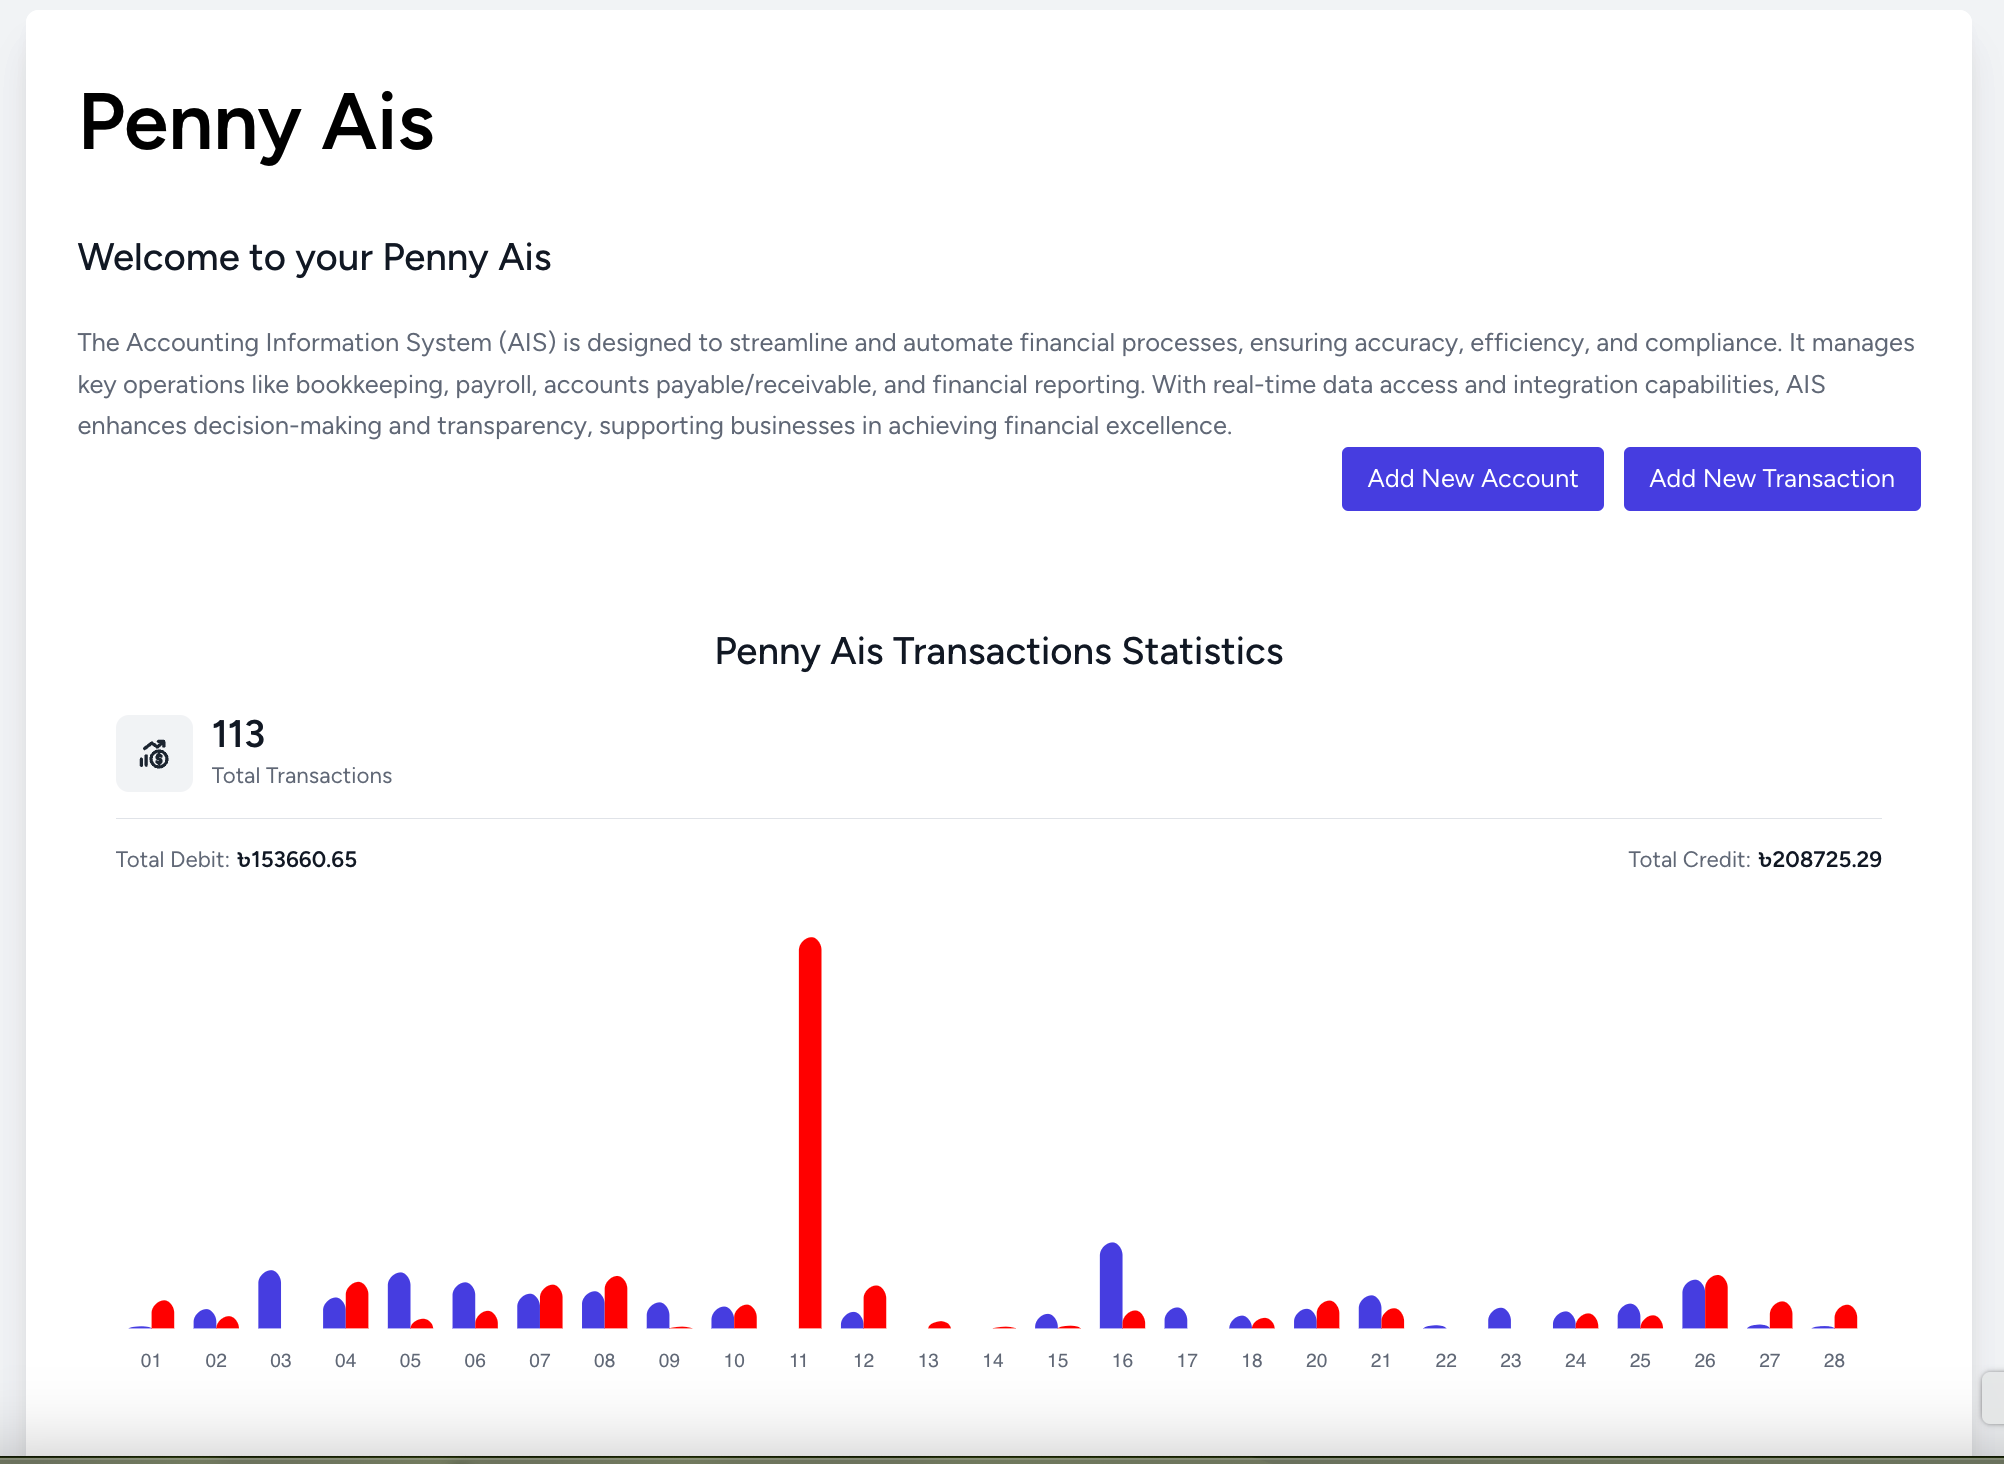 Penny Ais
Welcome to your Penny Ais
The Accounting Information System (AIS) is designed to streamline and automate financial processes, ensuring accuracy, efficiency, and compliance. It manages
key operations like bookkeeping, payroll, accounts payable/receivable, and financial reporting. With real-time data access and integration capabilities, AIS
enhances decision-making and transparency, supporting businesses in achieving financial excellence.
Add New Account Add New Transaction
Penny Ais Transactions Statistics
113
Total Transactions
Total Debit: ৳153660.65 Total Credit: ৳208725.29
01 02 03 04 05 06 07 08 09 10 11 12 13 14 15 16 17 18 20 21 22 23 24 25 26 27 28